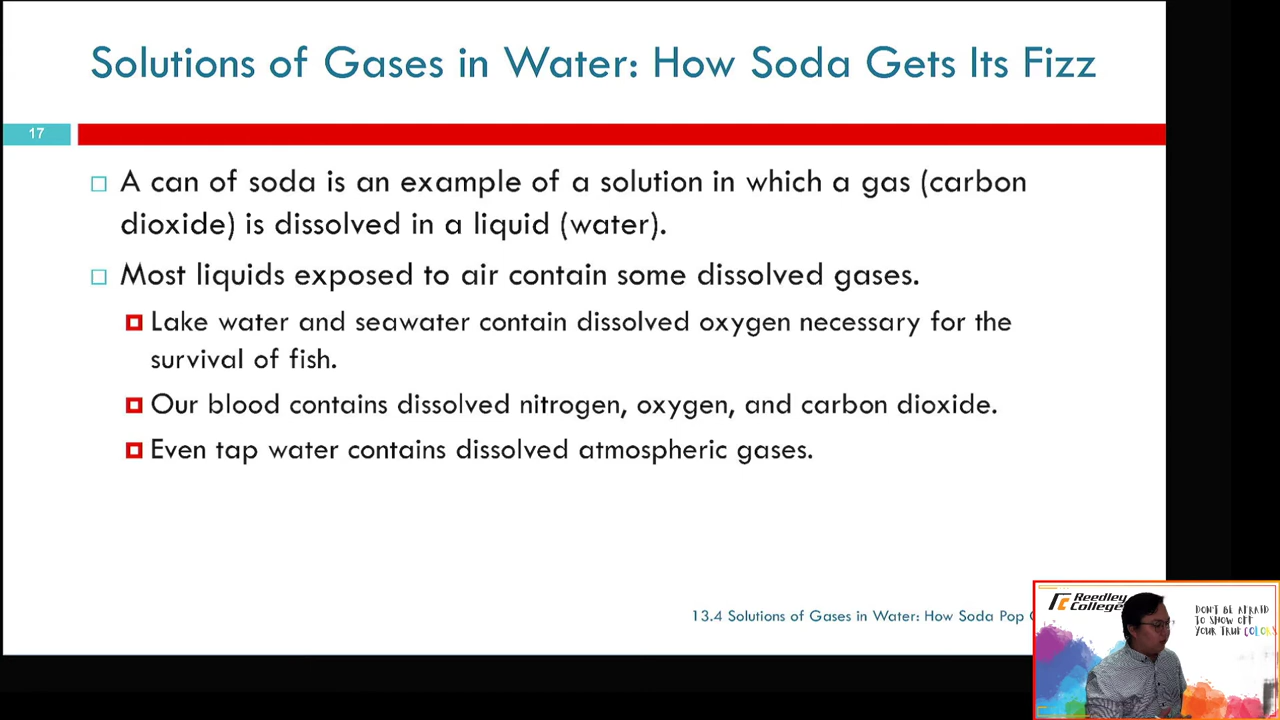 Solutions of Gases in Water: How Soda Gets Its Fizz
17
A can of soda is an example of a solution in which a gas (carbon
dioxide) is dissolved in a liquid (water).
Most liquids exposed to air contain some dissolved gases.
Lake water and seawater contain dissolved oxygen necessary for the
survival of fish.
Our blood contains dissolved nitrogen, oxygen, and carbon dioxide.
Even tap water contains dissolved atmospheric gases.
13.4 Solutions of Gases in Water: How Soda Pop
Reedley
College
DON'T BE AFRAID
TO SHOW OFF
YOUR TRUE COLORS